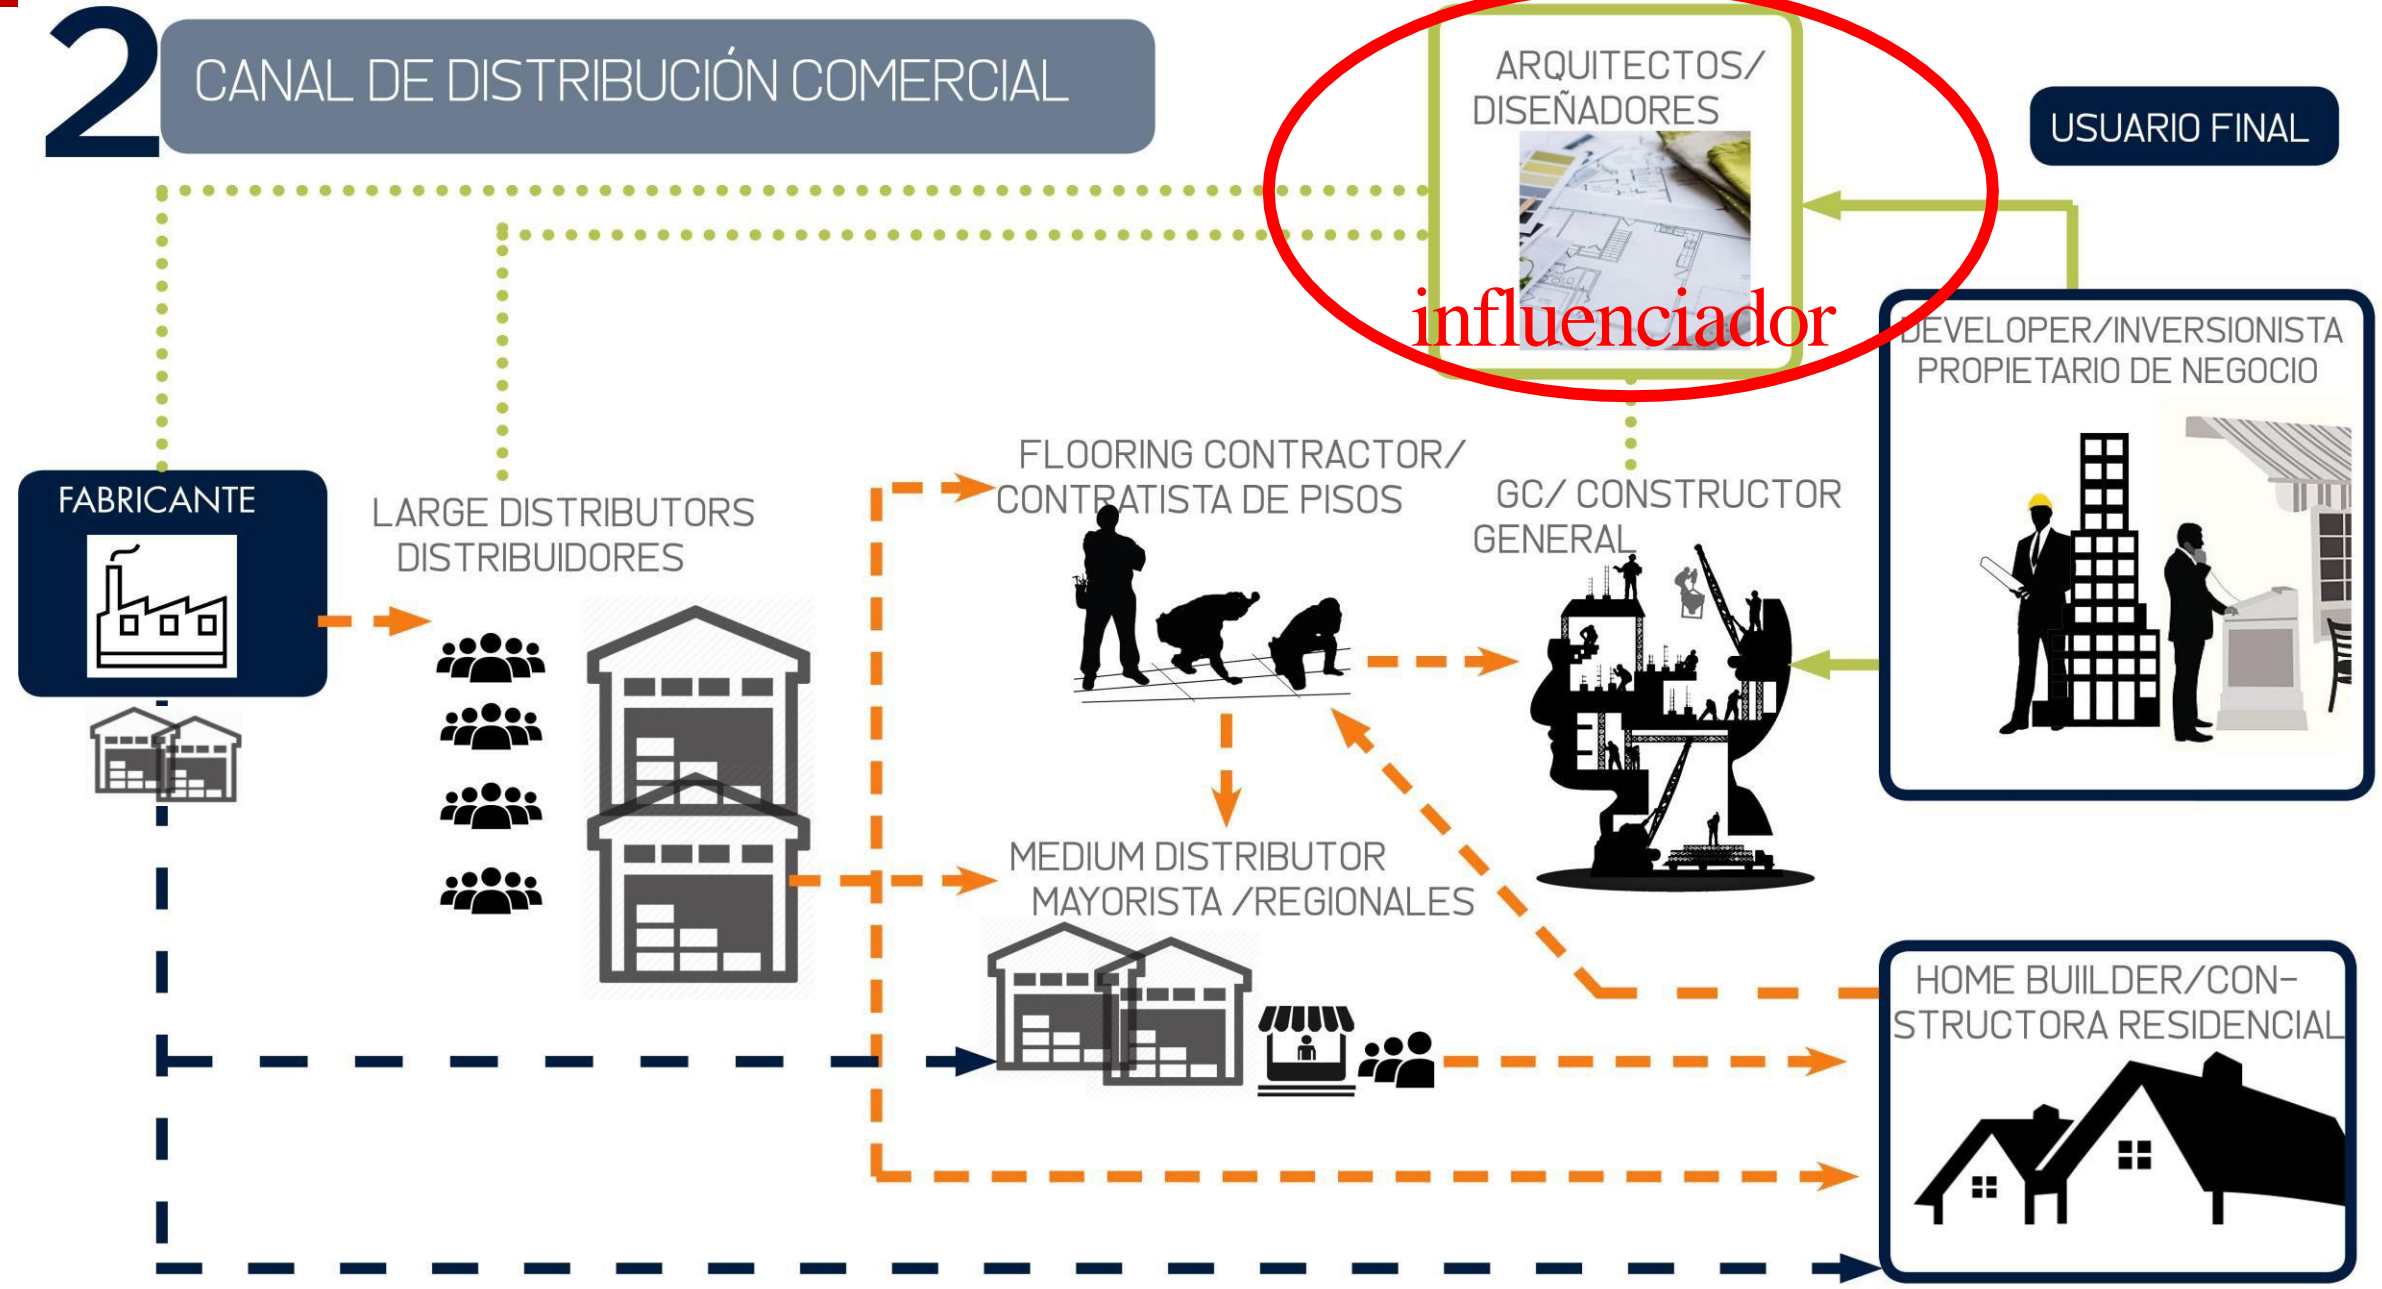 2
CANAL DE DISTRIBUCIÓN COMERCIAL
ARQUITECTOS/
DISEÑADORES
influenciador
USUARIO FINAL
DEVELOPER/INVERSIONISTA
PROPIETARIO DE NEGOCIO
FABRICANTE
LARGE DISTRIBUTORS
DISTRIBUIDORES
FLOORING CONTRACTOR/
CONTRATISTA DE PISOS
GC/ CONSTRUCTOR
GENERAL
MEDIUM DISTRIBUTOR
MAYORISTA /REGIONALES
HOME BUIILDER/CON-
STRUCTORA RESIDENCIAL